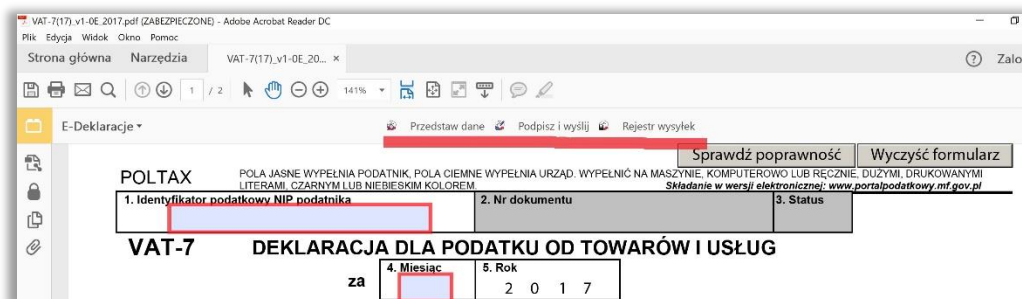 VAT-7(17)_v1-0E_2017.pdf (ZABEZPIECZONE) - Adobe Acrobat Reader DC
Plik Edycja Widok Okno Pomoc
Strona główna Narzędzia VAT-7(17)_v1-0E_20... × ? Zalo
1 / 2 141%
E-Deklaracje Przedstaw dane Podpisz i wyślij Rejestr wysyłek
Sprawdź poprawność Wyczyść formularz
POLTAX POLA JASNE WYPEŁNIA PODATNIK, POLA CIEMNE WYPEŁNIA URZĄD. WYPEŁNIĆ NA MASZYNIE, KOMPUTEROWO LUB RĘCZNIE, DUŻYMI, DRUKOWANYMI
LITERAMI, CZARNYM LUB NIEBIESKIM KOLOREM. Składanie w wersji elektronicznej: www.portalpodatkowy.mf.gov.pl
1. Identyfikator podatkowy NIP podatnika 2. Nr dokumentu 3. Status
VAT-7 DEKLARACJA DLA PODATKU OD TOWARÓW I USŁUG
4. Miesiąc 5. Rok
za 2 0 1 7